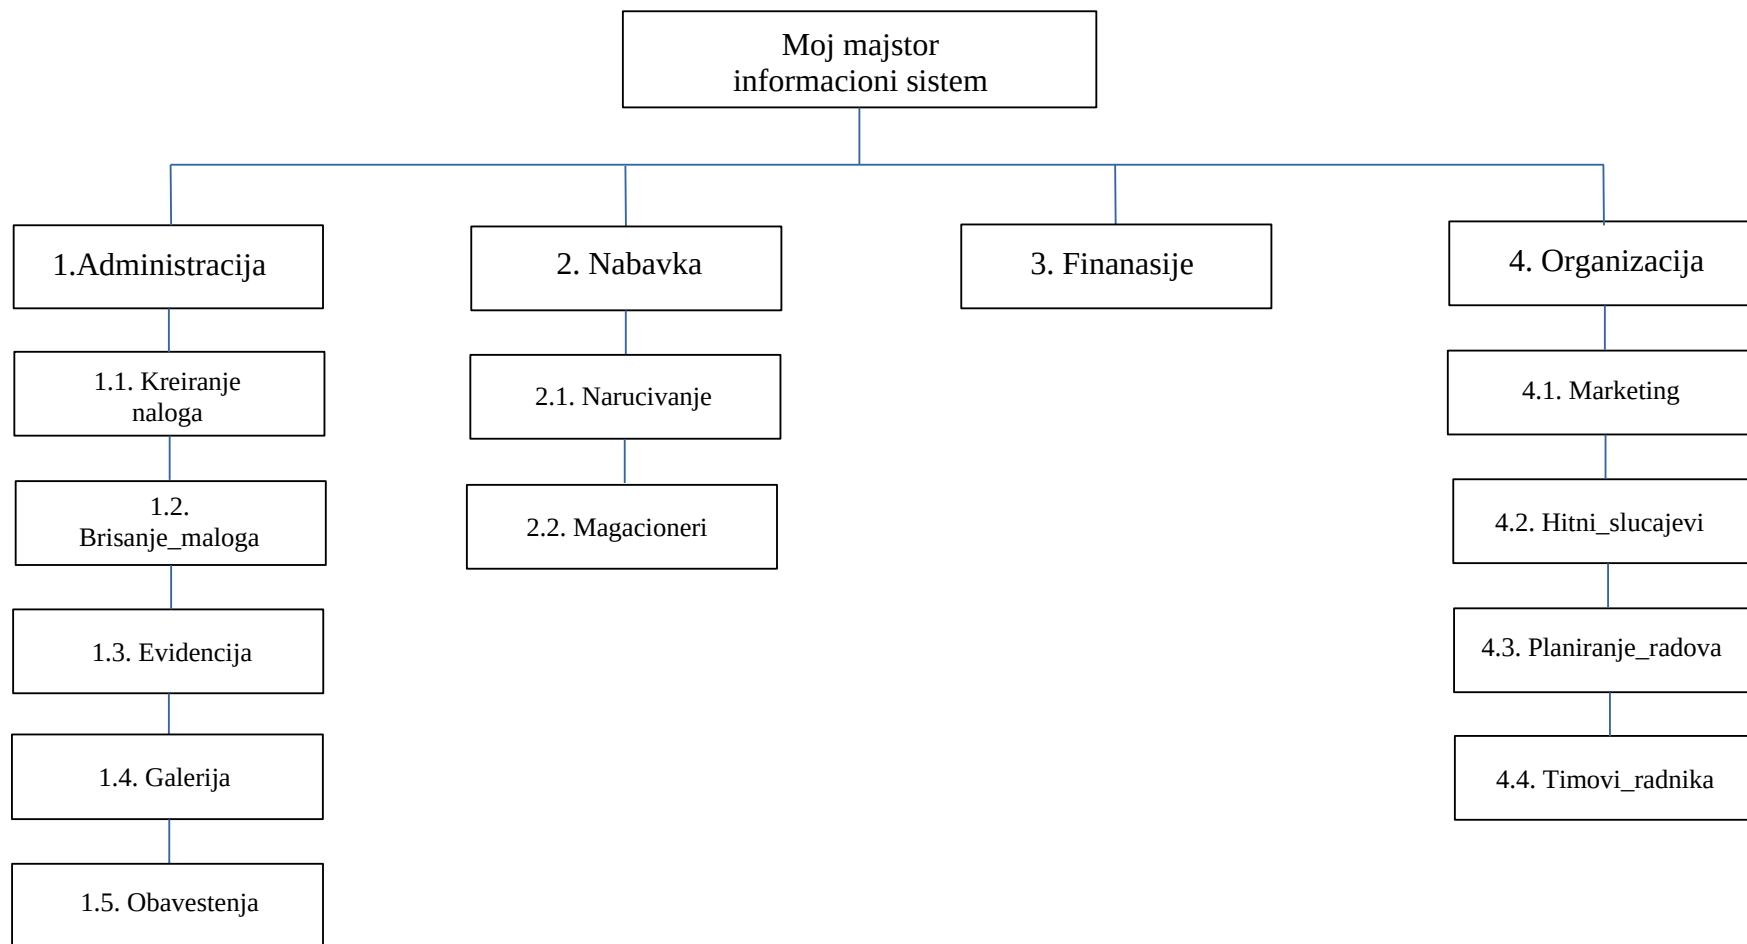 Moj majstor
informacioni sistem
1.Administracija
2. Nabavka
3. Finanasije
4. Organizacija
1.1. Kreiranje
naloga
2.1. Narucivanje
4.1. Marketing
1.2.
Brisanje_maloga
2.2. Magacioneri
4.2. Hitni_slucajevi
1.3. Evidencija
4.3. Planiranje_radova
1.4. Galerija
4.4. Timovi_radnika
1.5. Obavestenja